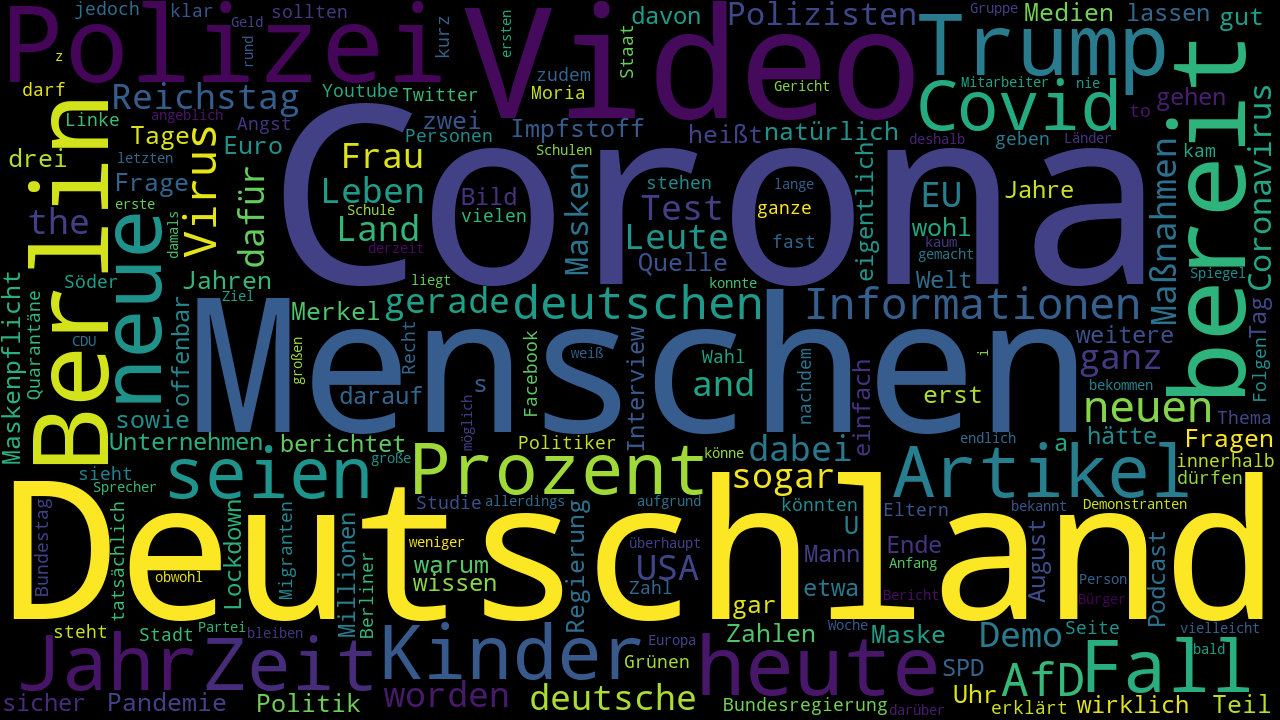 jedoch klar Geld sollten kurz ersten davon Polizisten Gruppe Medien lassen gut
Polizei Video Trump bereit
z rund zudem Staat Gericht Mitarbeiter nie
darf Reichstag Youtube Twitter Moria Covid to gehen
Linke angeblich Angst zwei Impfstoff heißt natürlich Coronavirus
Tage Euro Personen deshalb geben Länder kam
drei letzten Virus Frau Schulen Corona
Berlin Frage dafür Leben Bild stehen lange EU Jahre Maßnahmen
the erste Schule vielen Masken Test ganze eigentlich wohl
neue damals Land derzeit Leute fast kaum
Quelle gemacht
Söder Jahren liegt konnte Welt Spiegel
Maskenpflicht Quarantäne offenbar Ziel Merkel gerade deutschen Informationen Tag Folgen
CDU Recht weitere
großen Facebook Interview weiß Wahl nachdem i ganz
Menschen
darauf s and einfach erst bekommen
sowie möglich neuen Thema
Unternehmen berichtet Politiker könne dabei endlich a hätte Fragen
sieht seien große Prozent sogar Artikel innerhalb
Sprecher dürfen
Studie allerdings aufgrund könnten Eltern bekannt Demonstranten
Bundestag tatsächlich Lockdown Migranten Millionen Regierung U August Podcast
Deutschland
weniger überhaupt Mann Ende
obwohl Berliner warum USA Anfang
wissen Zahl etwa Person
gar Bericht Bürger
steht Stadt Partei bleiben Europa Zahlen Woche Maske Demo Seite vielleicht
Jahr Zeit Kinder Grünen heute SPD AfD Fall bald
sicher Pandemie Politik worden deutsche Bundesregierung darüber Uhr erklärt wirklich Teil